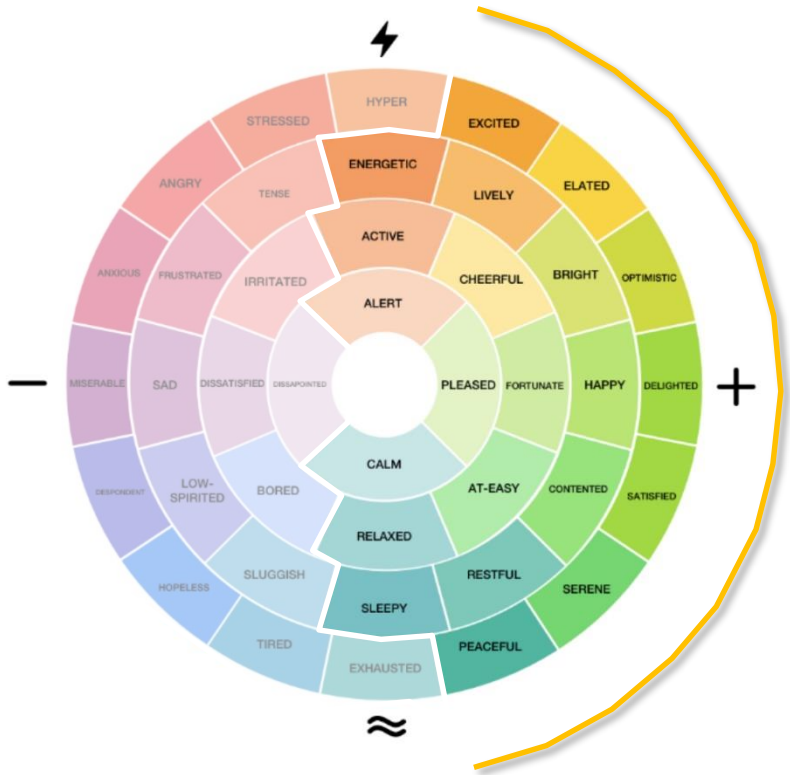 HYPER
STRESSED
EXCITED
ENERGETIC
ANGRY
ELATED
TENSE
LIVELY
ACTIVE
ANXIOUS
FRUSTRATED
IRRITATED
CHEERFUL
BRIGHT
OPTIMISTIC
ALERT
MISERABLE
SAD
DISSATISFIED
DISSAPOINTED
PLEASED
FORTUNATE
HAPPY
DELIGHTED
CALM
DESPONDENT
LOW-
SPIRITED
BORED
AT-EASY
CONTENTED
SATISFIED
RELAXED
HOPELESS
SLUGGISH
RESTFUL
SERENE
SLEEPY
TIRED
PEACEFUL
EXHAUSTED